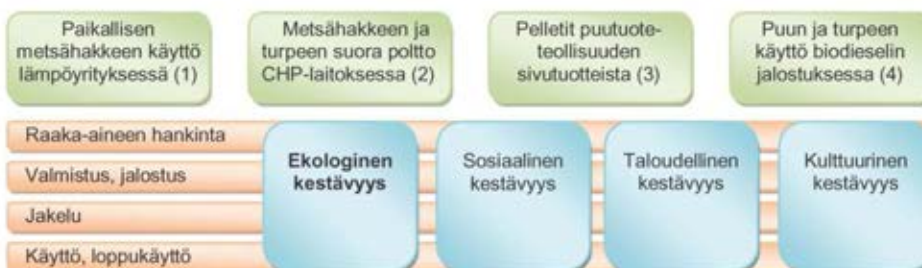 Paikallisen
metsähakkeen käyttö
lämpöyrityksessä (1)
Metsähakkeen ja
turpeen suora poltto
CHP-laitoksessa (2)
Pelletit puutuote-
teollisuuden
sivutuotteista (3)
Puun ja turpeen
käyttö biodieselin
jalostuksessa (4)
Raaka-aineen hankinta
Valmistus, jalostus
Jakelu
Käyttö, loppukäyttö
Ekologinen
kestävyys
Sosiaalinen
kestävyys
Taloudellinen
kestävyys
Kulttuurinen
kestävyys